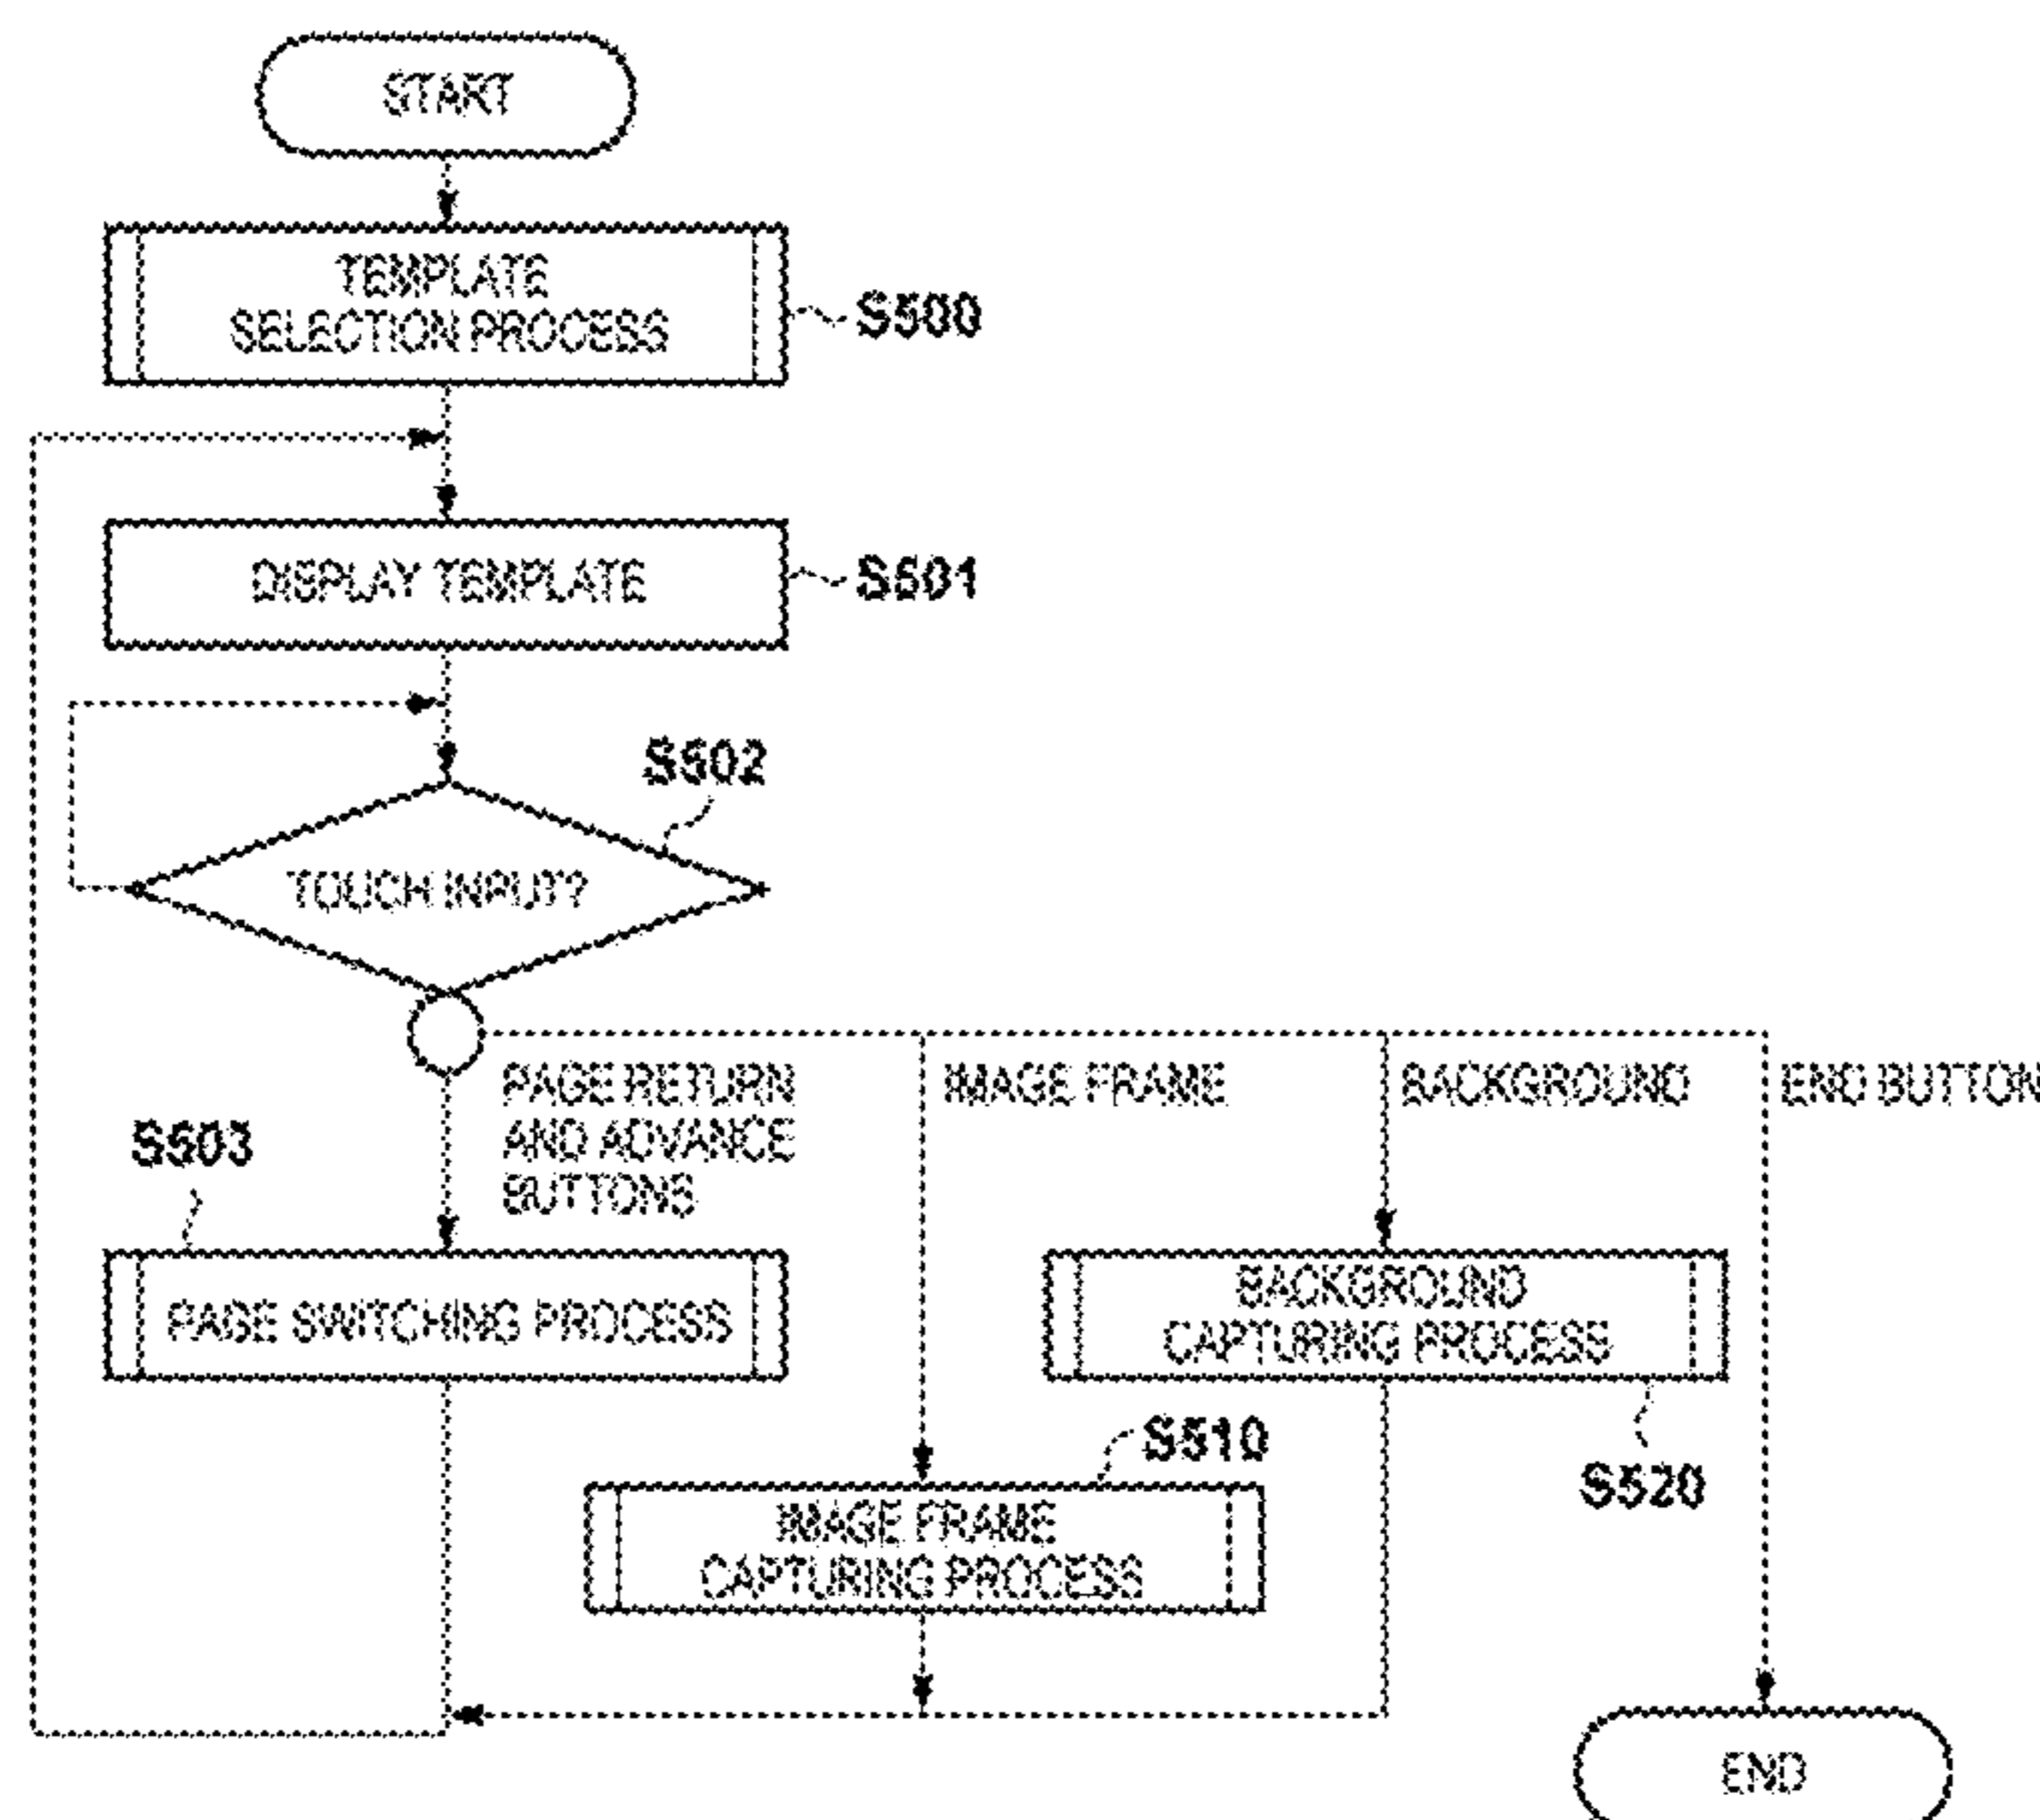 START
TEMPLATE
SELECTION PROCESS
S500
DISPLAY TEMPLATE
S501
S502
TOUCH INPUT?
PAGE RETURN
AND ADVANCE
BUTTONS
IMAGE FRAME
BACKGROUND
END BUTTON
S503
PAGE SWITCHING PROCESS
BACKGROUND
CAPTURING PROCESS
S510
S520
IMAGE FRAME
CAPTURING PROCESS
END